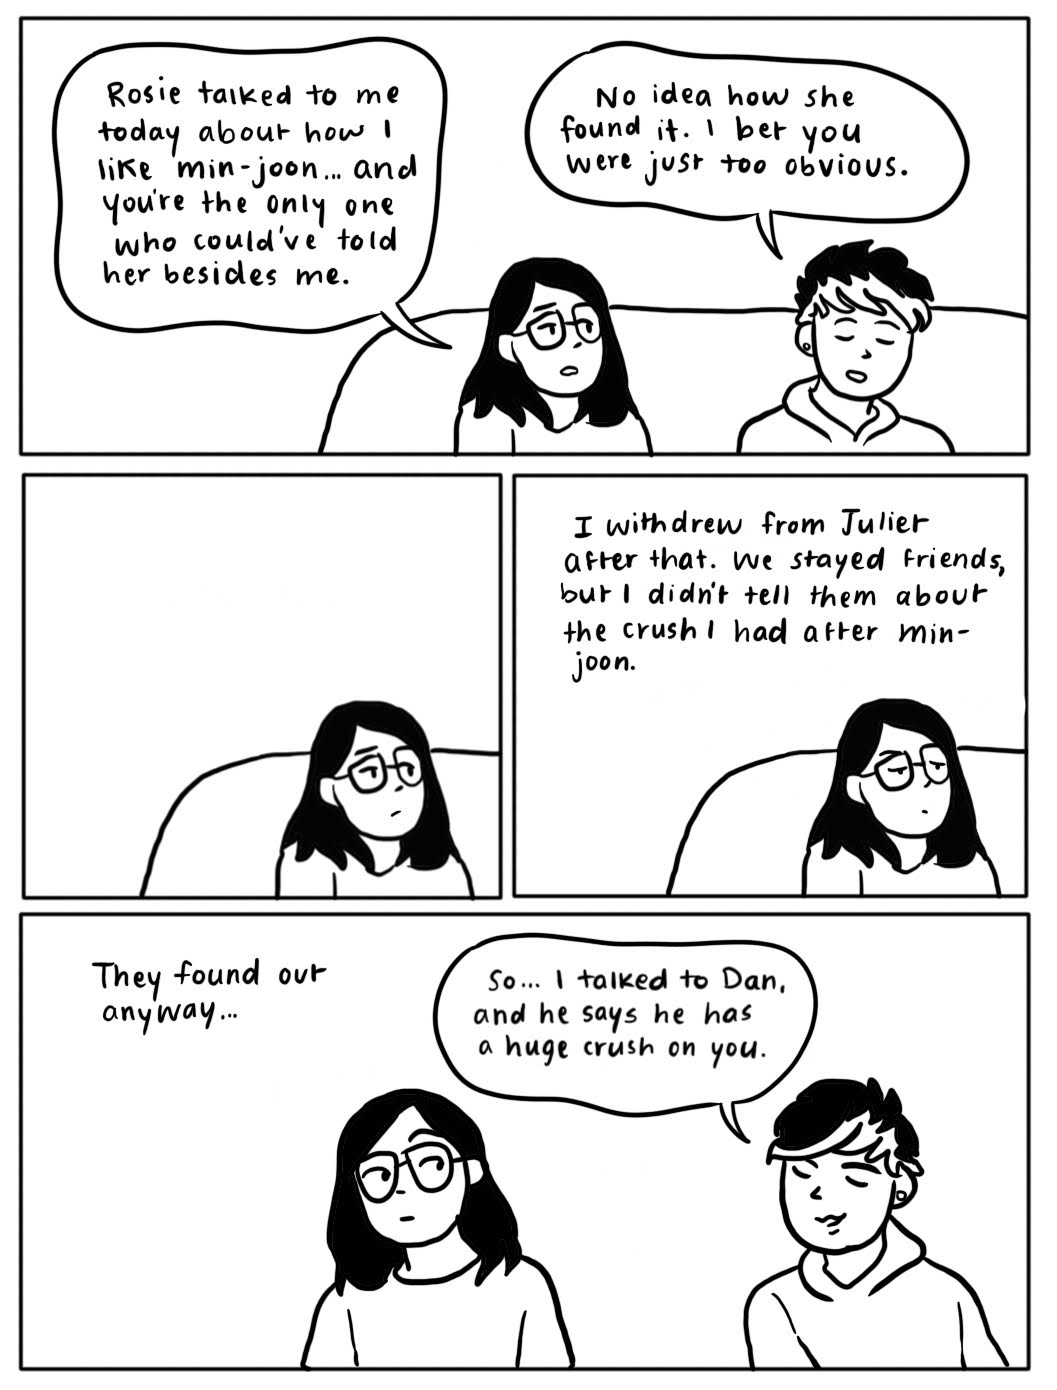 Rosie talked to me
today about how I
like min-joon... and
you're the only one
who could've told
her besides me.
No idea how she
found it. I bet you
were just too obvious.
I withdrew from Juliet
after that. We stayed friends,
but I didn't tell them about
the crush I had after min-
joon.
They found out
anyway...
So... I talked to Dan,
and he says he has
a huge crush on you.